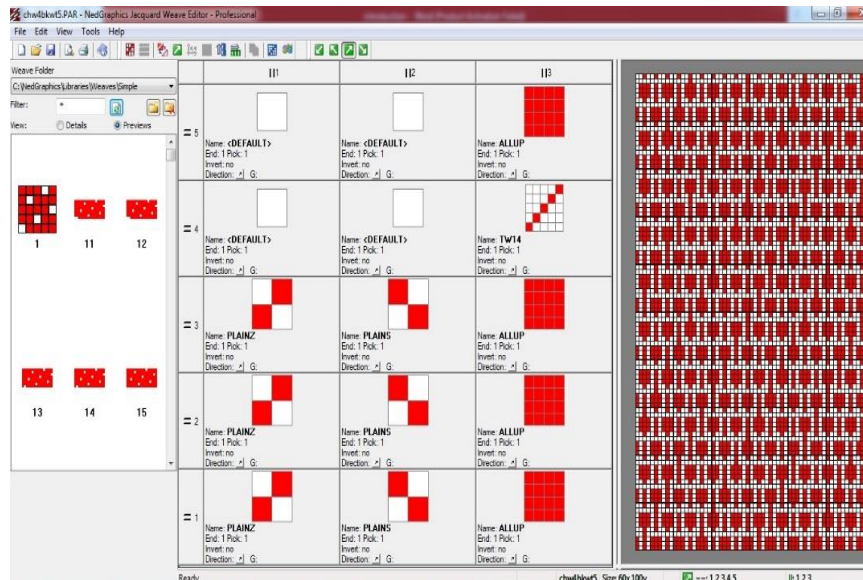 chw4bkwt5.PAR - NedGraphics Jacquard Weave Editor - Professional
File Edit View Tools Help
Weave Folder
C:\NedGraphics\Libraries\Weaves\Simple
Filter: *
View: Details Previews
1 11 12
13 14 15
1 2 3
= 5
Name: <DEFAULT>
End: 1 Pick: 1
Invert: no
Direction: G:
Name: <DEFAULT>
End: 1 Pick: 1
Invert: no
Direction: G:
Name: ALLUP
End: 1 Pick: 1
Invert: no
Direction: G:
= 4
Name: <DEFAULT>
End: 1 Pick: 1
Invert: no
Direction: G:
Name: <DEFAULT>
End: 1 Pick: 1
Invert: no
Direction: G:
Name: TW14
End: 1 Pick: 1
Invert: no
Direction: G:
= 3
Name: PLAINZ
End: 1 Pick: 1
Invert: no
Direction: G:
Name: PLAINS
End: 1 Pick: 1
Invert: no
Direction: G:
Name: ALLUP
End: 1 Pick: 1
Invert: no
Direction: G:
= 2
Name: PLAINZ
End: 1 Pick: 1
Invert: no
Direction: G:
Name: PLAINS
End: 1 Pick: 1
Invert: no
Direction: G:
Name: ALLUP
End: 1 Pick: 1
Invert: no
Direction: G:
= 1
Name: PLAINZ
End: 1 Pick: 1
Invert: no
Direction: G:
Name: PLAINS
End: 1 Pick: 1
Invert: no
Direction: G:
Name: ALLUP
End: 1 Pick: 1
Invert: no
Direction: G:
Ready
chw4bkwt5, Size: 60x100y
1 2 3 4 5
1 2 3